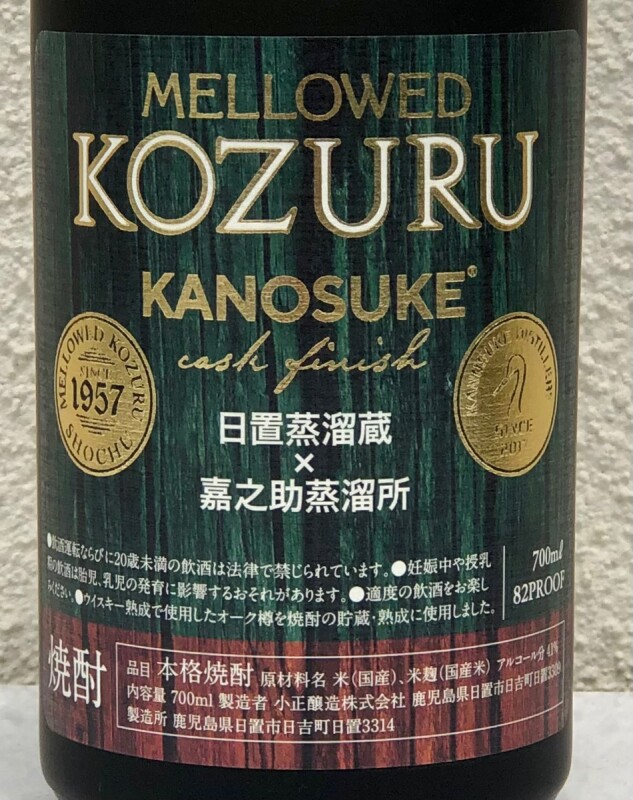 MELLOWED
KOZURU
KANOSUKE®
cash finish
MELLOWED KOZURU
SINCE
1957
SHOCHU
KANOSUKE DISTILLERY
SINCE
2017
日置蒸溜蔵
×
嘉之助蒸溜所
●飲酒運転ならびに20歳未満の飲酒は法律で禁じられています。●妊娠中や授乳
期の飲酒は胎児、乳児の発育に影響するおそれがあります。●適度の飲酒をお楽し
みください。●ウイスキー熟成で使用したオーク樽を焼酎の貯蔵・熟成に使用しました。
700ml
82PROOF
焼酎
品目 本格焼酎 原材料名 米(国産)、米麹(国産米) アルコール分 41%
内容量 700ml 製造者 小正醸造株式会社 鹿児島県日置市日吉町日置3309
製造所 鹿児島県日置市日吉町日置3314